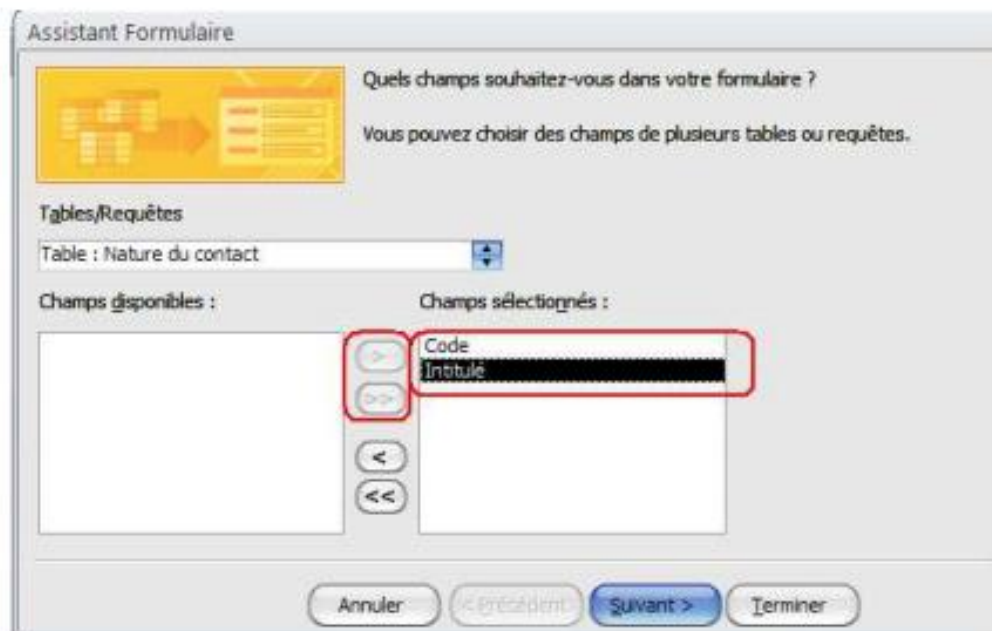 Assistant Formulaire
Quels champs souhaitez-vous dans votre formulaire ?
Vous pouvez choisir des champs de plusieurs tables ou requêtes.
Tables/Requêtes
Table : Nature du contact
Champs disponibles :
Champs sélectionnés :
>
>>
<
<<
Code
Intitulé
Annuler
< Précédent
Suivant >
Terminer